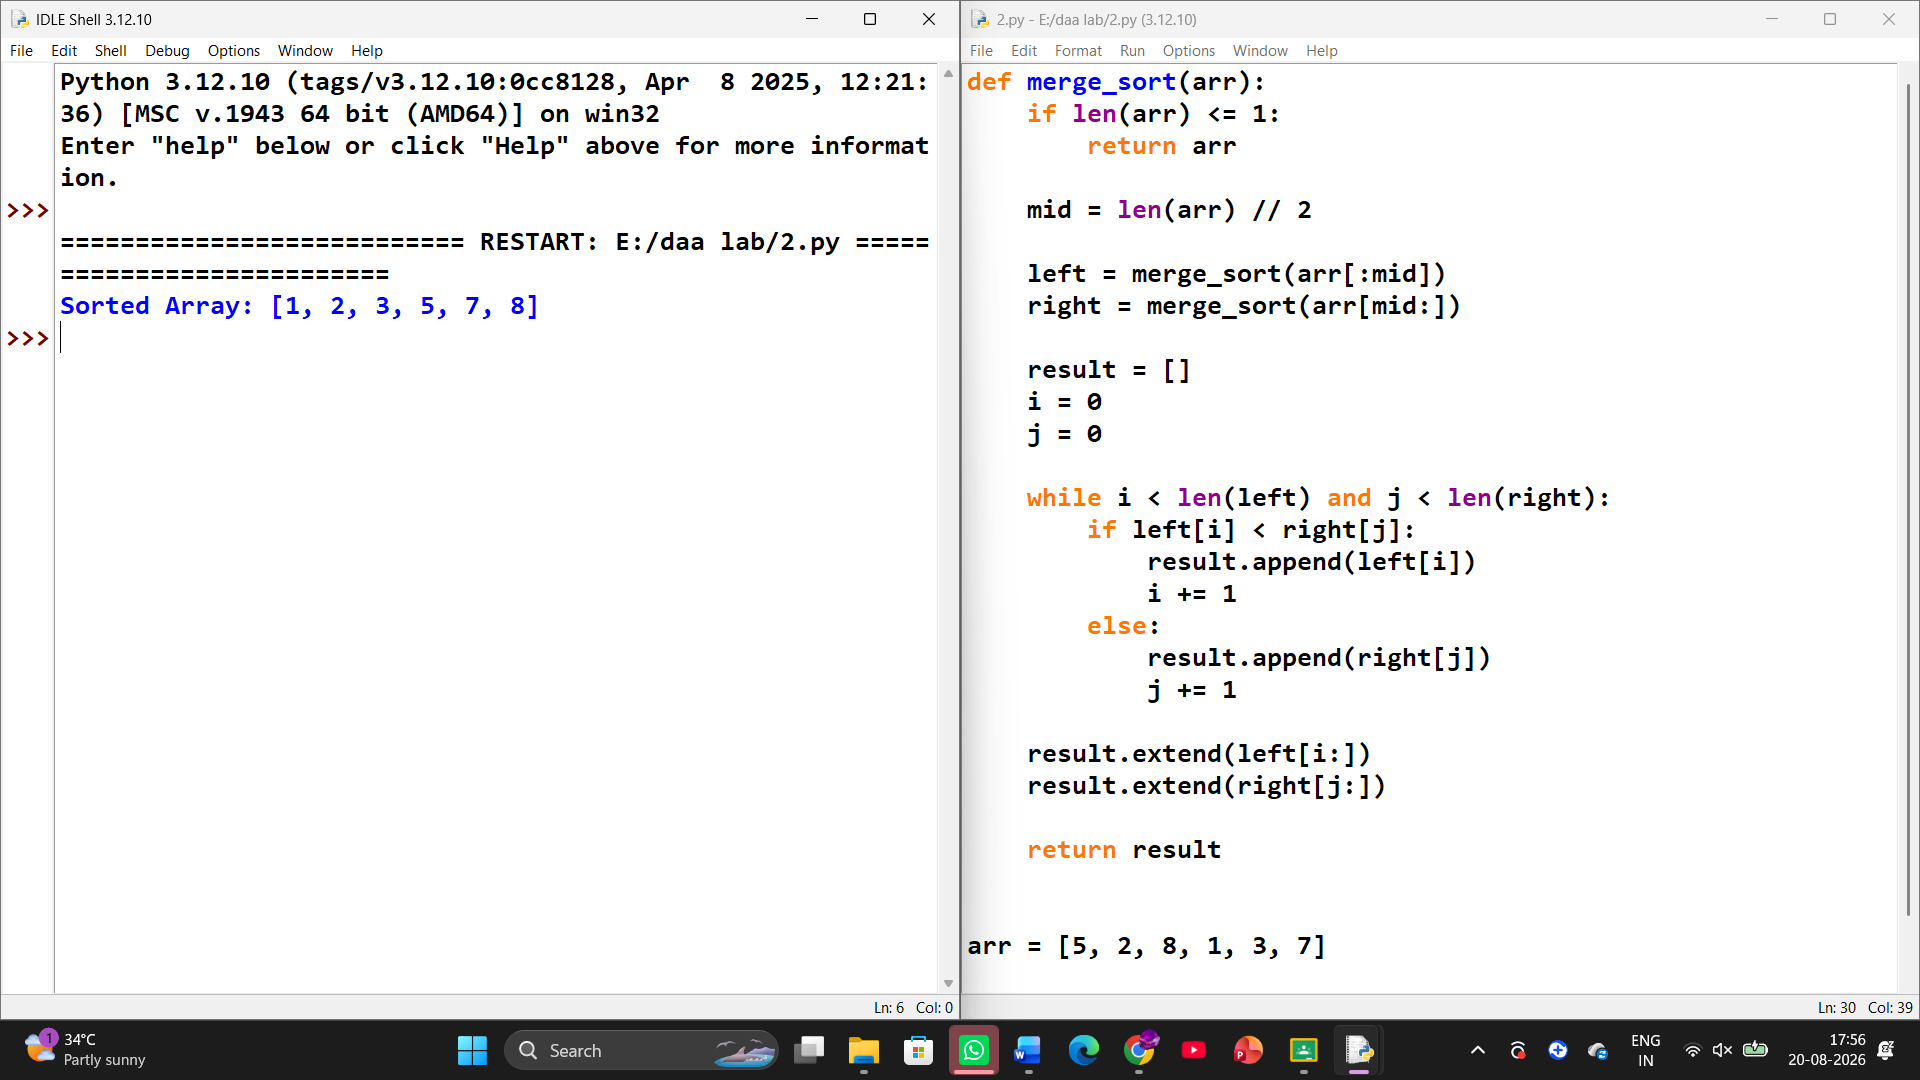 IDLE Shell 3.12.10
File Edit Shell Debug Options Window Help
Python 3.12.10 (tags/v3.12.10:0cc8128, Apr  8 2025, 12:21:
36) [MSC v.1943 64 bit (AMD64)] on win32
Enter "help" below or click "Help" above for more informat
ion.
>>>
=========================== RESTART: E:/daa lab/2.py =====
======================
Sorted Array: [1, 2, 3, 5, 7, 8]
>>>
Ln: 6 Col: 0
2.py - E:/daa lab/2.py (3.12.10)
File Edit Format Run Options Window Help
def merge_sort(arr):
    if len(arr) <= 1:
        return arr
    mid = len(arr) // 2
    left = merge_sort(arr[:mid])
    right = merge_sort(arr[mid:])
    result = []
    i = 0
    j = 0
    while i < len(left) and j < len(right):
        if left[i] < right[j]:
            result.append(left[i])
            i += 1
        else:
            result.append(right[j])
            j += 1
    result.extend(left[i:])
    result.extend(right[j:])
    return result
arr = [5, 2, 8, 1, 3, 7]
Ln: 30 Col: 39
1
34°C
Partly sunny
Search
W
P
ENG
IN
17:56
20-08-2026